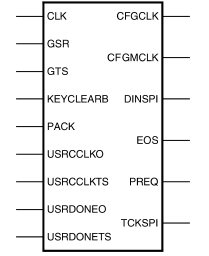 CLK
GSR
GTS
KEYCLEARB
PACK
USRCCLKO
USRCCLKTS
USRDONEO
USRDONETS
CFGCLK
CFGMCLK
DINSPI
EOS
PREQ
TCKSPI